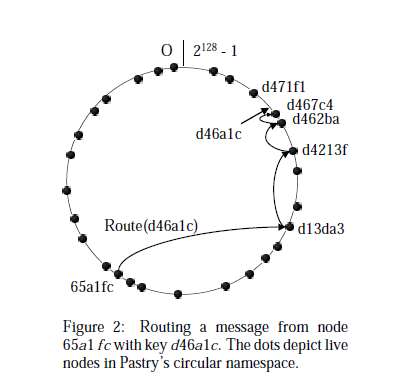 O 2^128 - 1
d471f1
d467c4
d462ba
d46a1c
d4213f
Route(d46a1c)
d13da3
65a1fc
Figure 2: Routing a message from node
65a1fc with key d46a1c. The dots depict live
nodes in Pastry's circular namespace.